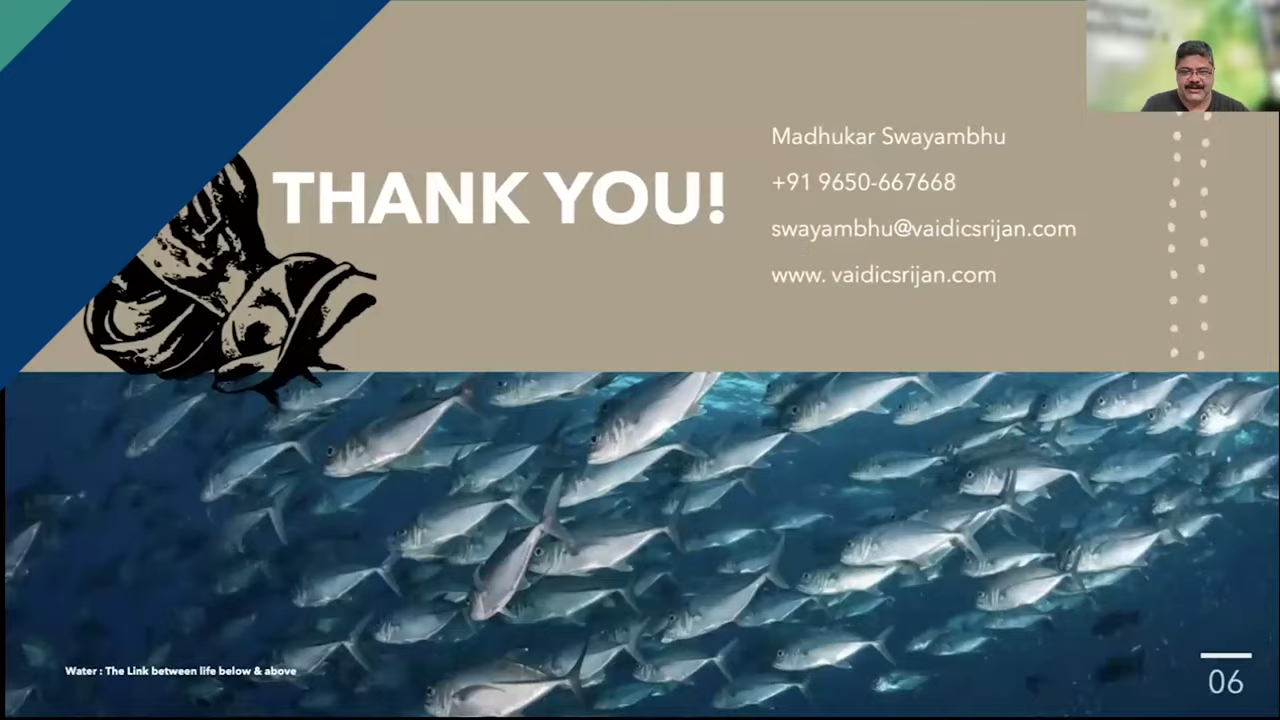 THANK YOU!
Madhukar Swayambhu
+91 9650-667668
swayambhu@vaidicsrijan.com
www. vaidicsrijan.com
Water : The Link between life below & above
06